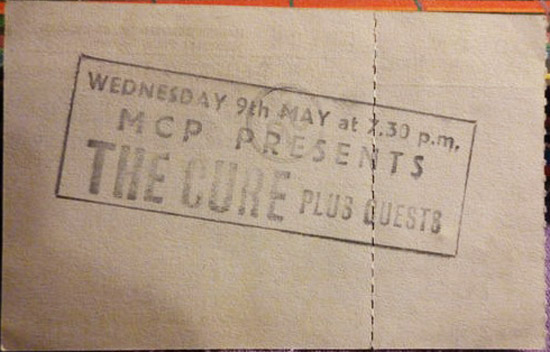 WEDNESDAY 9th MAY at 7.30 p.m.
MCP PRESENTS
THE CURE PLUS GUESTS